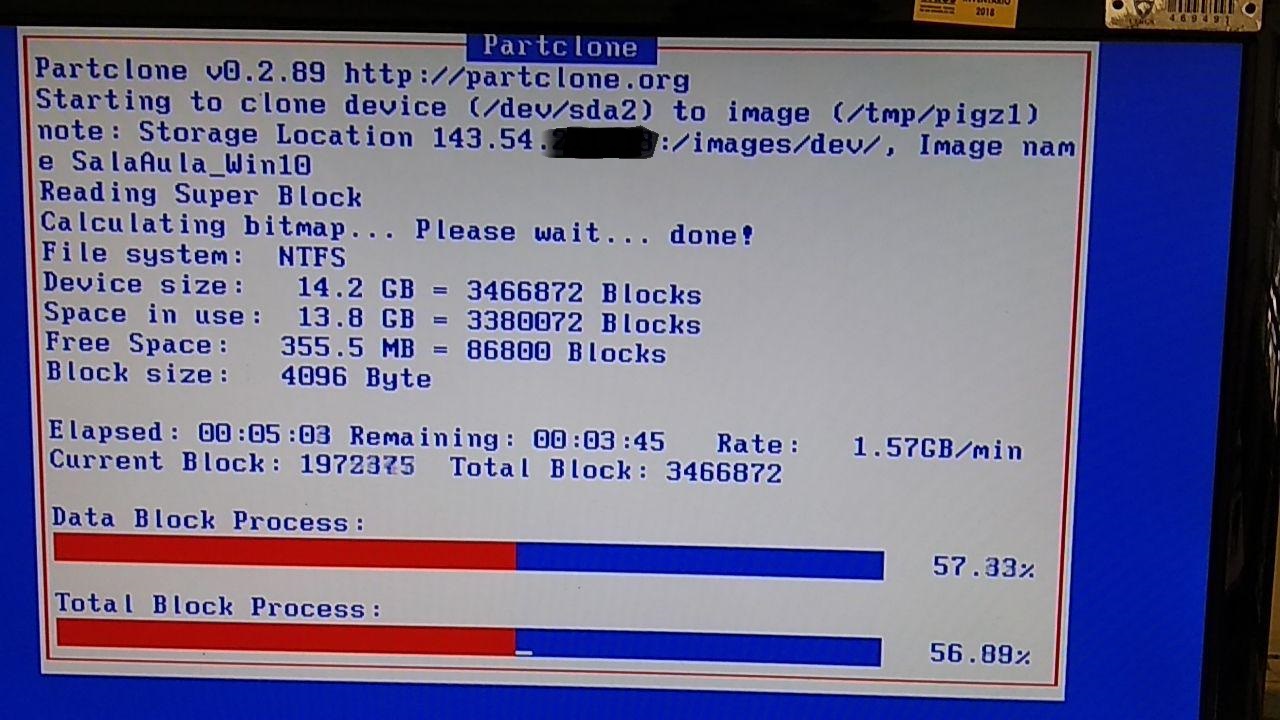 2018
469491
Partclone
Partclone v0.2.89 http://partclone.org
Starting to clone device (/dev/sda2) to image (/tmp/pigz1)
note: Storage Location 143.54. :/images/dev/, Image nam
e SalaAula_Win10
Reading Super Block
Calculating bitmap... Please wait... done!
File system: NTFS
Device size: 14.2 GB = 3466872 Blocks
Space in use: 13.8 GB = 3380072 Blocks
Free Space: 355.5 MB = 86800 Blocks
Block size: 4096 Byte
Elapsed: 00:05:03 Remaining: 00:03:45 Rate: 1.57GB/min
Current Block: 1972375 Total Block: 3466872
Data Block Process:
57.33%
Total Block Process:
56.89%